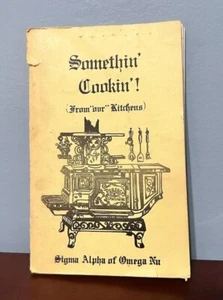 Somethin'
Cookin'!
(From "our" Kitchens)
Sigma Alpha of Omega Nu